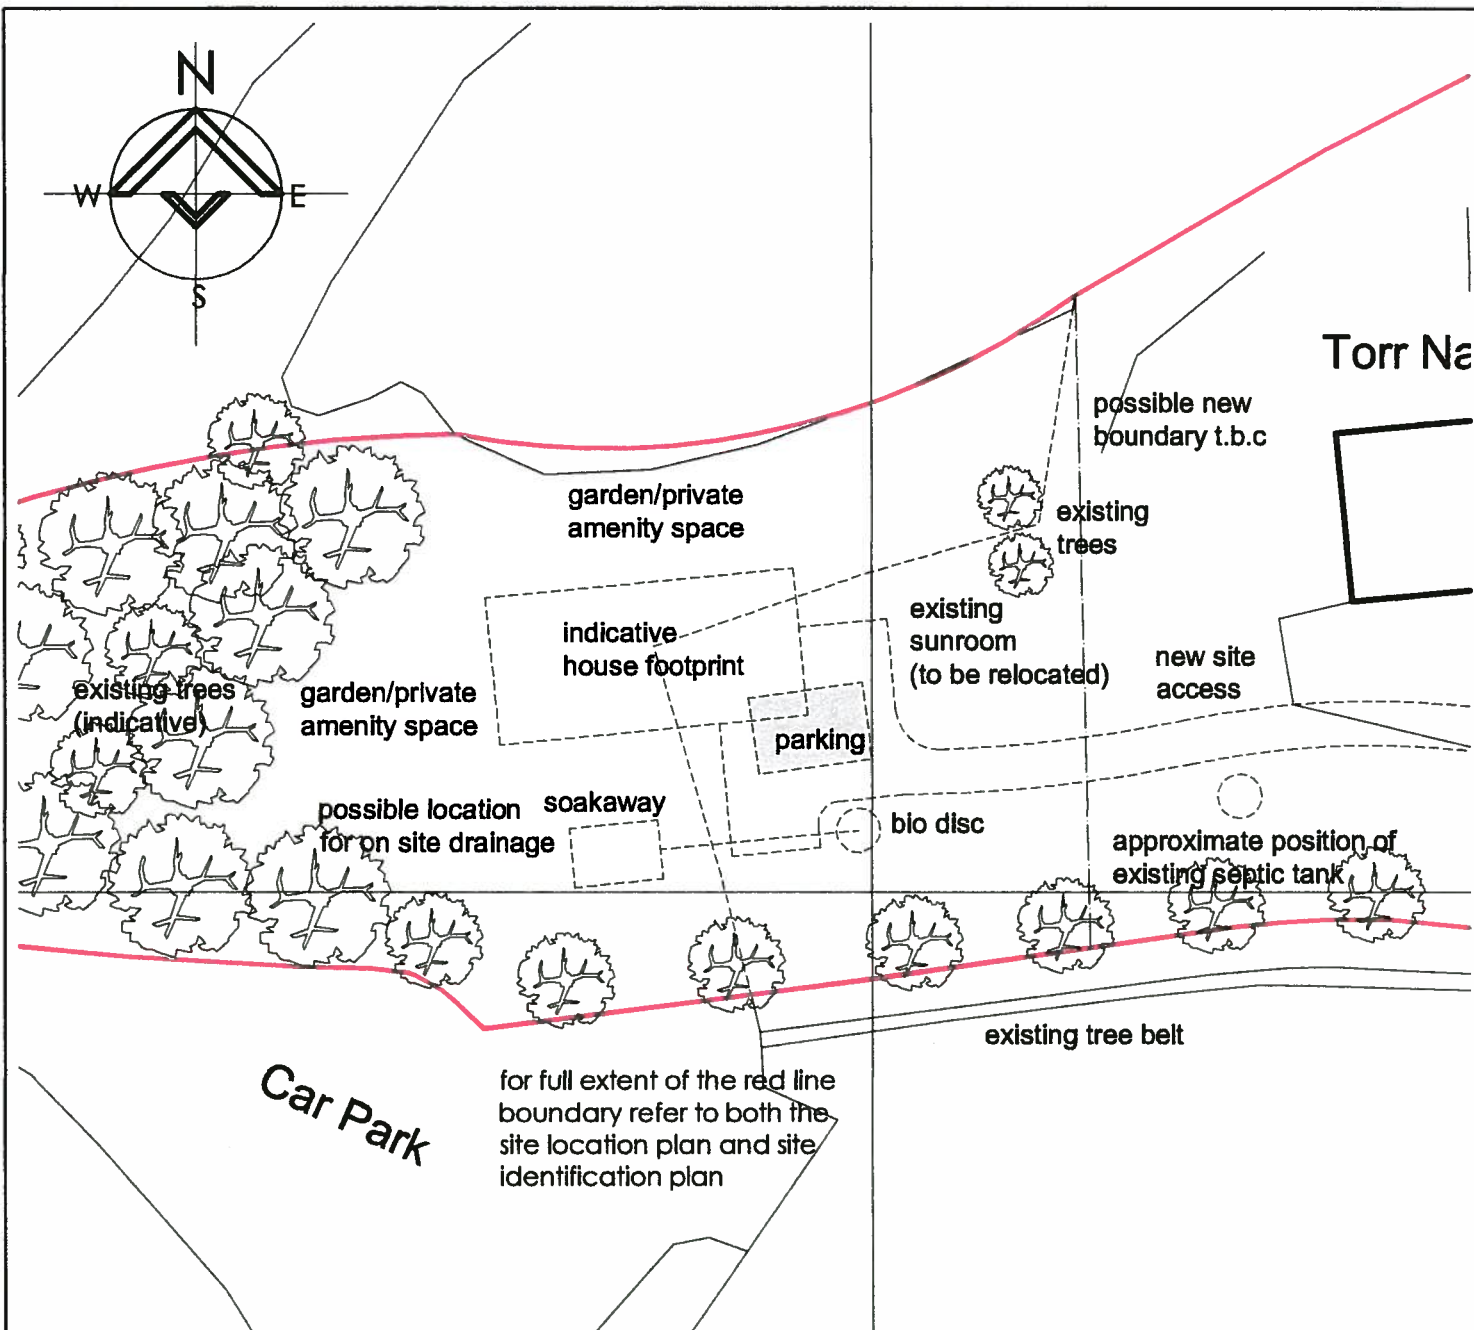 N
W
E
S
Torr Na
possible new
boundary t.b.c
garden/private
amenity space
existing
trees
existing
sunroom
(to be relocated)
indicative
house footprint
new site
access
existing trees
(indicative)
garden/private
amenity space
parking
possible location
for on site drainage
soakaway
bio disc
approximate position of
existing septic tank
existing tree belt
Car Park
for full extent of the red line
boundary refer to both the
site location plan and site
identification plan